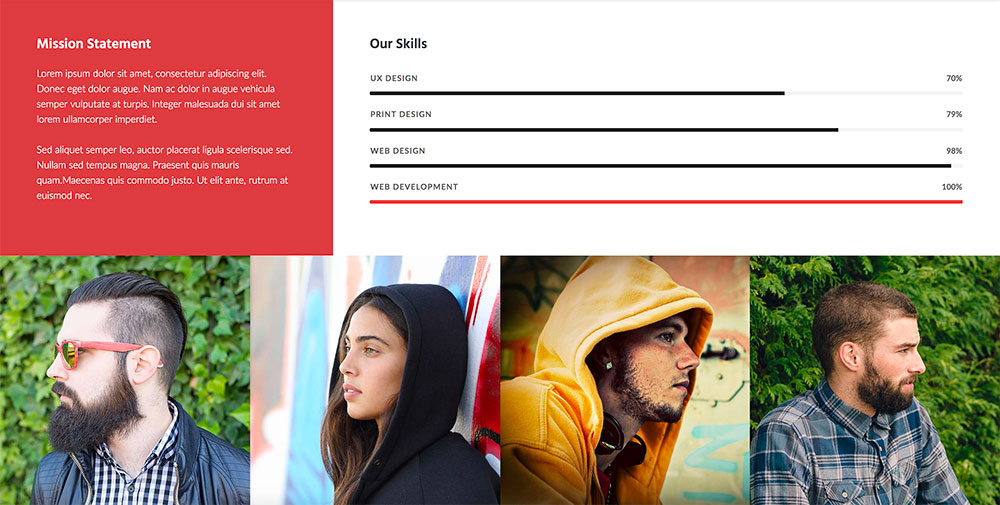 Mission Statement
Lorem ipsum dolor sit amet, consectetur adipiscing elit.
Donec eget dolor augue. Nam ac dolor in augue vehicula
semper vulputate at turpis. Integer malesuada dui sit amet
lorem ullamcorper imperdiet.
Sed aliquet semper leo, auctor placerat ligula scelerisque sed.
Nullam sed tempus magna. Praesent quis mauris
quam.Maecenas quis commodo justo. Ut elit ante, rutrum at
euismod nec.
Our Skills
UX DESIGN 70%
PRINT DESIGN 79%
WEB DESIGN 98%
WEB DEVELOPMENT 100%